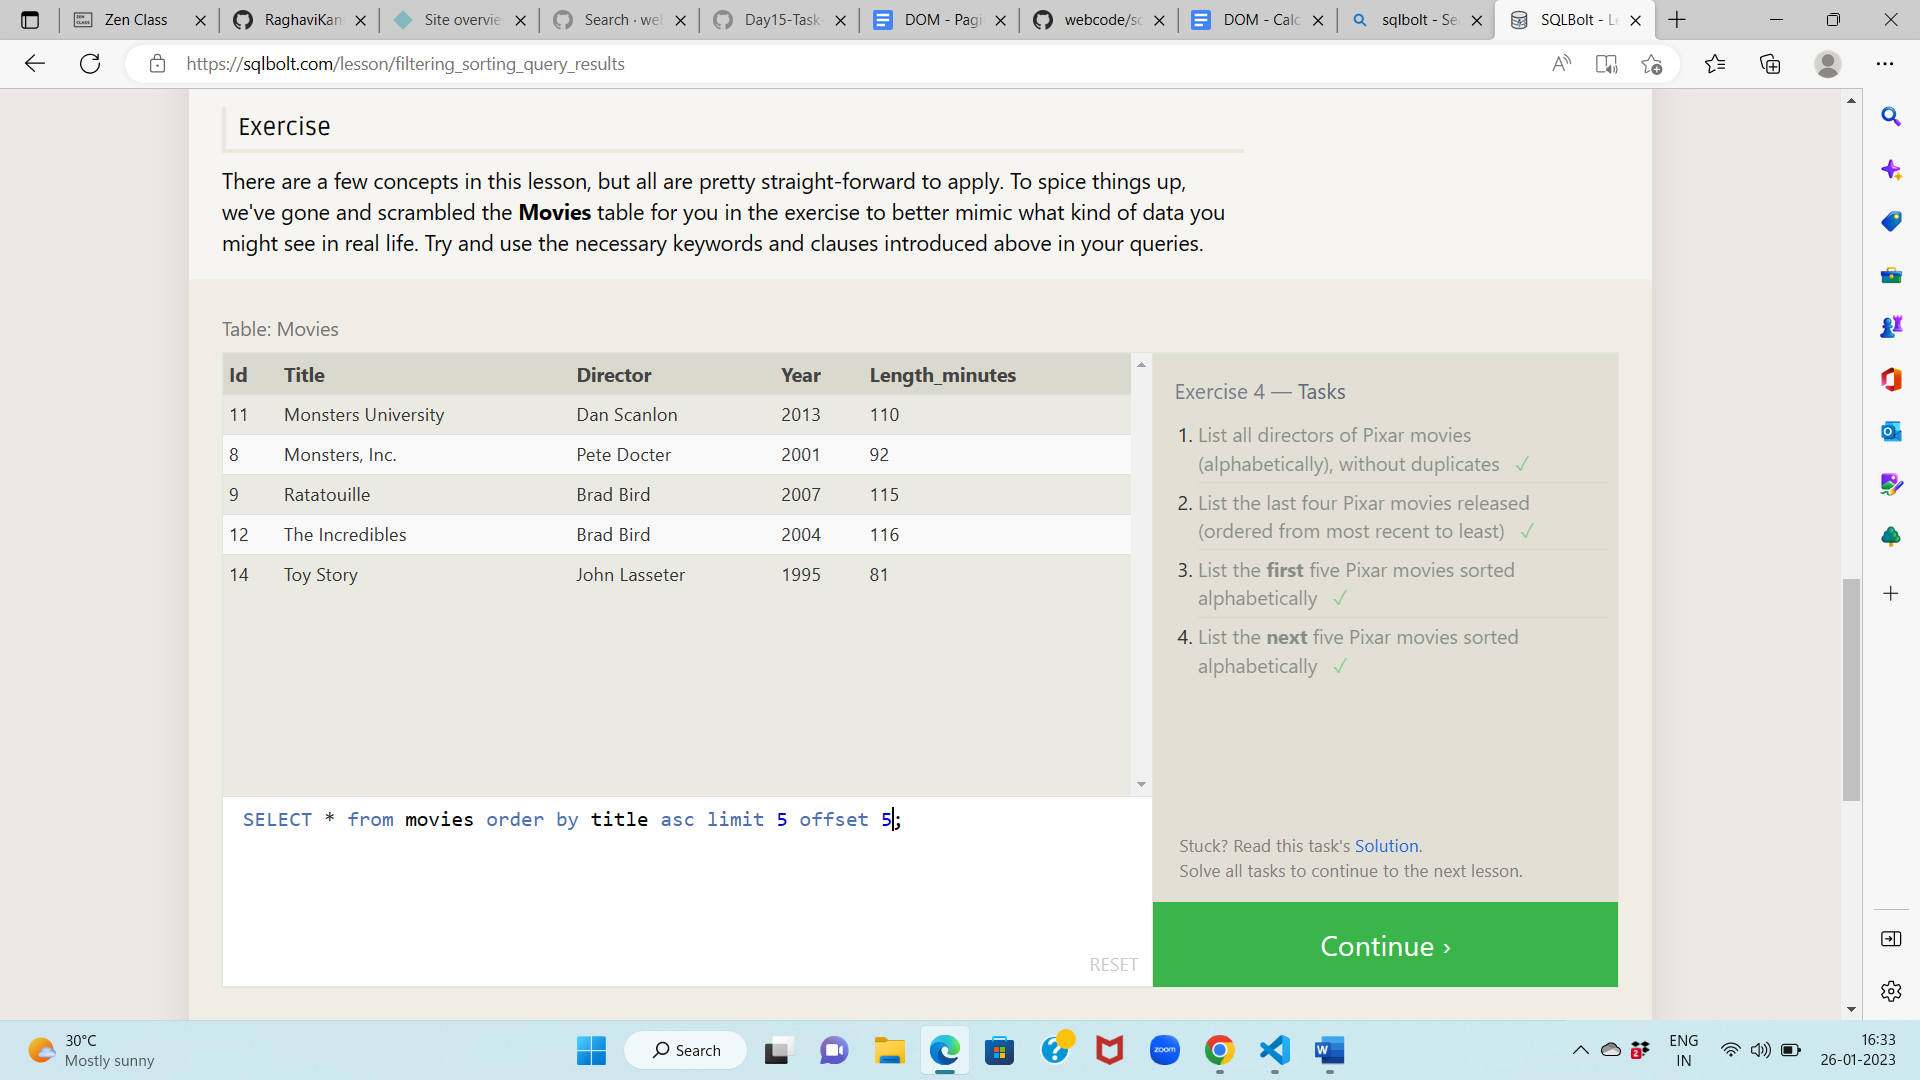 Zen Class
RaghaviKan
Site overvie
Search · we
Day15-Task
DOM - Pagi
webcode/sc
DOM - Calc
sqlbolt - Se
SQLBolt - Le
https://sqlbolt.com/lesson/filtering_sorting_query_results
Exercise
There are a few concepts in this lesson, but all are pretty straight-forward to apply. To spice things up,
we've gone and scrambled the Movies table for you in the exercise to better mimic what kind of data you
might see in real life. Try and use the necessary keywords and clauses introduced above in your queries.
Table: Movies
Id Title Director Year Length_minutes
11 Monsters University Dan Scanlon 2013 110
8 Monsters, Inc. Pete Docter 2001 92
9 Ratatouille Brad Bird 2007 115
12 The Incredibles Brad Bird 2004 116
14 Toy Story John Lasseter 1995 81
SELECT * from movies order by title asc limit 5 offset 5;
RESET
Exercise 4 — Tasks
1. List all directors of Pixar movies
(alphabetically), without duplicates ✓
2. List the last four Pixar movies released
(ordered from most recent to least) ✓
3. List the first five Pixar movies sorted
alphabetically ✓
4. List the next five Pixar movies sorted
alphabetically ✓
Stuck? Read this task's Solution.
Solve all tasks to continue to the next lesson.
Continue ›
30°C
Mostly sunny
Search
zoom
2
ENG
IN
16:33
26-01-2023